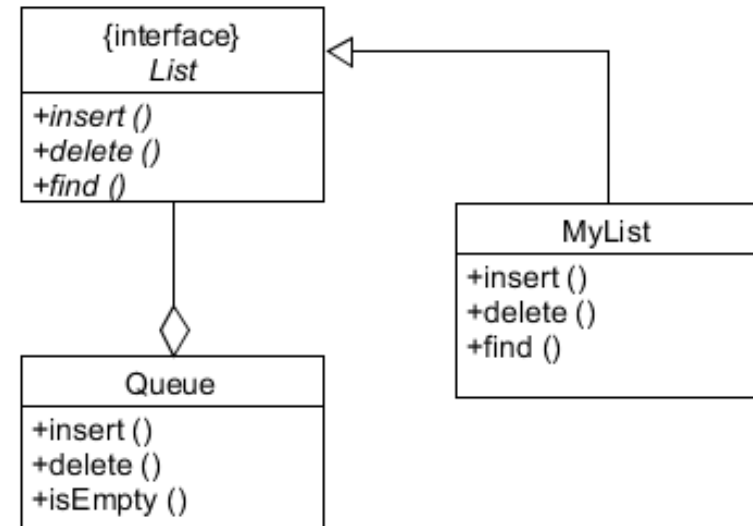 {interface}
List
+insert ()
+delete ()
+find ()
MyList
+insert ()
+delete ()
+find ()
Queue
+insert ()
+delete ()
+isEmpty ()